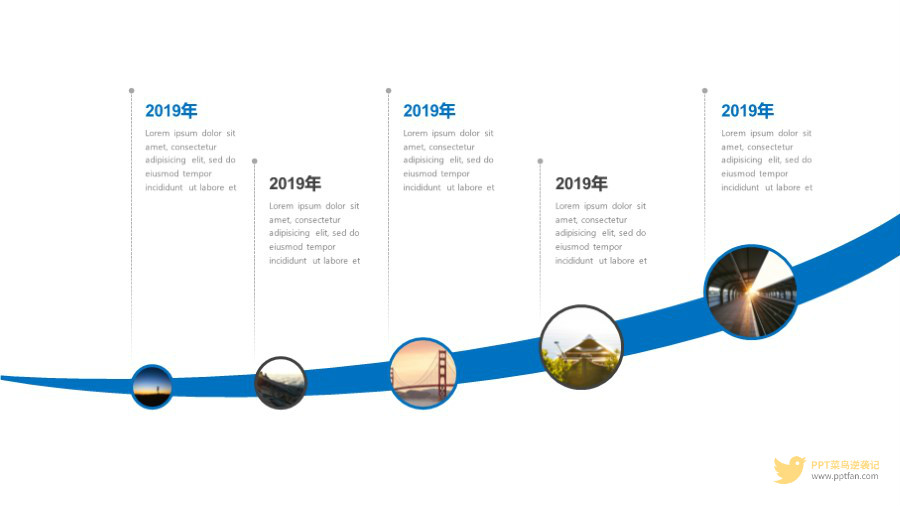 2019年
Lorem ipsum dolor sit
amet, consectetur
adipisicing elit, sed do
eiusmod tempor
incididunt ut labore et
2019年
Lorem ipsum dolor sit
amet, consectetur
adipisicing elit, sed do
eiusmod tempor
incididunt ut labore et
2019年
Lorem ipsum dolor sit
amet, consectetur
adipisicing elit, sed do
eiusmod tempor
incididunt ut labore et
2019年
Lorem ipsum dolor sit
amet, consectetur
adipisicing elit, sed do
eiusmod tempor
incididunt ut labore et
2019年
Lorem ipsum dolor sit
amet, consectetur
adipisicing elit, sed do
eiusmod tempor
incididunt ut labore et
PPT菜鸟逆袭记
www.pptfan.com